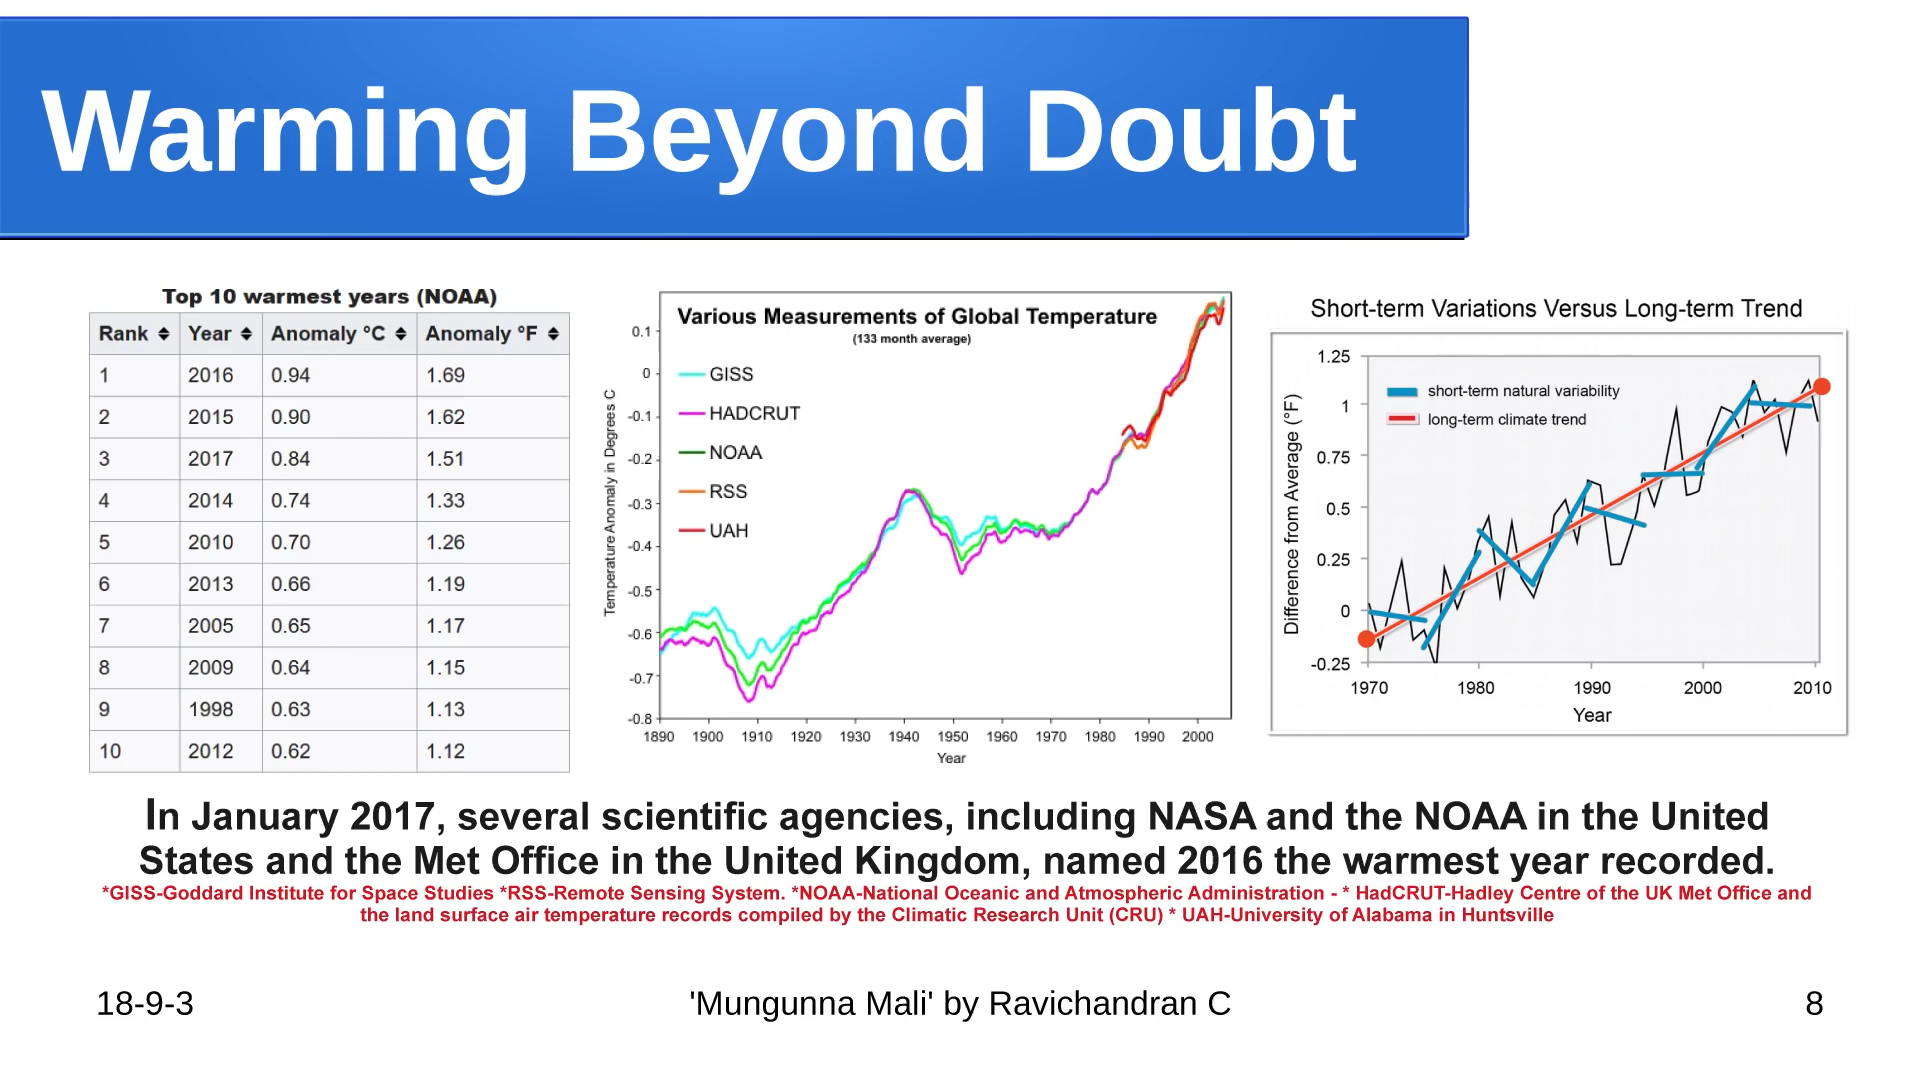 Warming Beyond Doubt
Top 10 warmest years (NOAA)
Rank Year Anomaly °C Anomaly °F
1 2016 0.94 1.69
2 2015 0.90 1.62
3 2017 0.84 1.51
4 2014 0.74 1.33
5 2010 0.70 1.26
6 2013 0.66 1.19
7 2005 0.65 1.17
8 2009 0.64 1.15
9 1998 0.63 1.13
10 2012 0.62 1.12
Various Measurements of Global Temperature
(133 month average)
GISS
HADCRUT
NOAA
RSS
UAH
Temperature Anomaly in Degrees C
0.1
0
-0.1
-0.2
-0.3
-0.4
-0.5
-0.6
-0.7
-0.8
1890 1900 1910 1920 1930 1940 1950 1960 1970 1980 1990 2000
Year
Short-term Variations Versus Long-term Trend
short-term natural variability
long-term climate trend
Difference from Average (°F)
1.25
1
0.75
0.5
0.25
0
-0.25
1970 1980 1990 2000 2010
Year
In January 2017, several scientific agencies, including NASA and the NOAA in the United
States and the Met Office in the United Kingdom, named 2016 the warmest year recorded.
*GISS-Goddard Institute for Space Studies *RSS-Remote Sensing System. *NOAA-National Oceanic and Atmospheric Administration - * HadCRUT-Hadley Centre of the UK Met Office and
the land surface air temperature records compiled by the Climatic Research Unit (CRU) * UAH-University of Alabama in Huntsville
18-9-3 'Mungunna Mali' by Ravichandran C 8